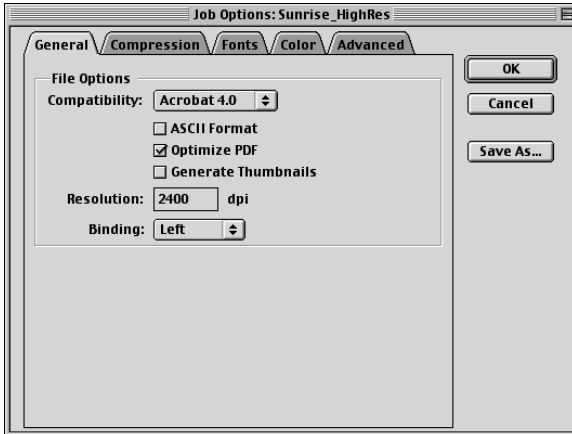 Job Options: Sunrise_HighRes
General Compression Fonts Color Advanced
File Options
Compatibility: Acrobat 4.0
ASCII Format
Optimize PDF
Generate Thumbnails
Resolution: 2400 dpi
Binding: Left
OK
Cancel
Save As...